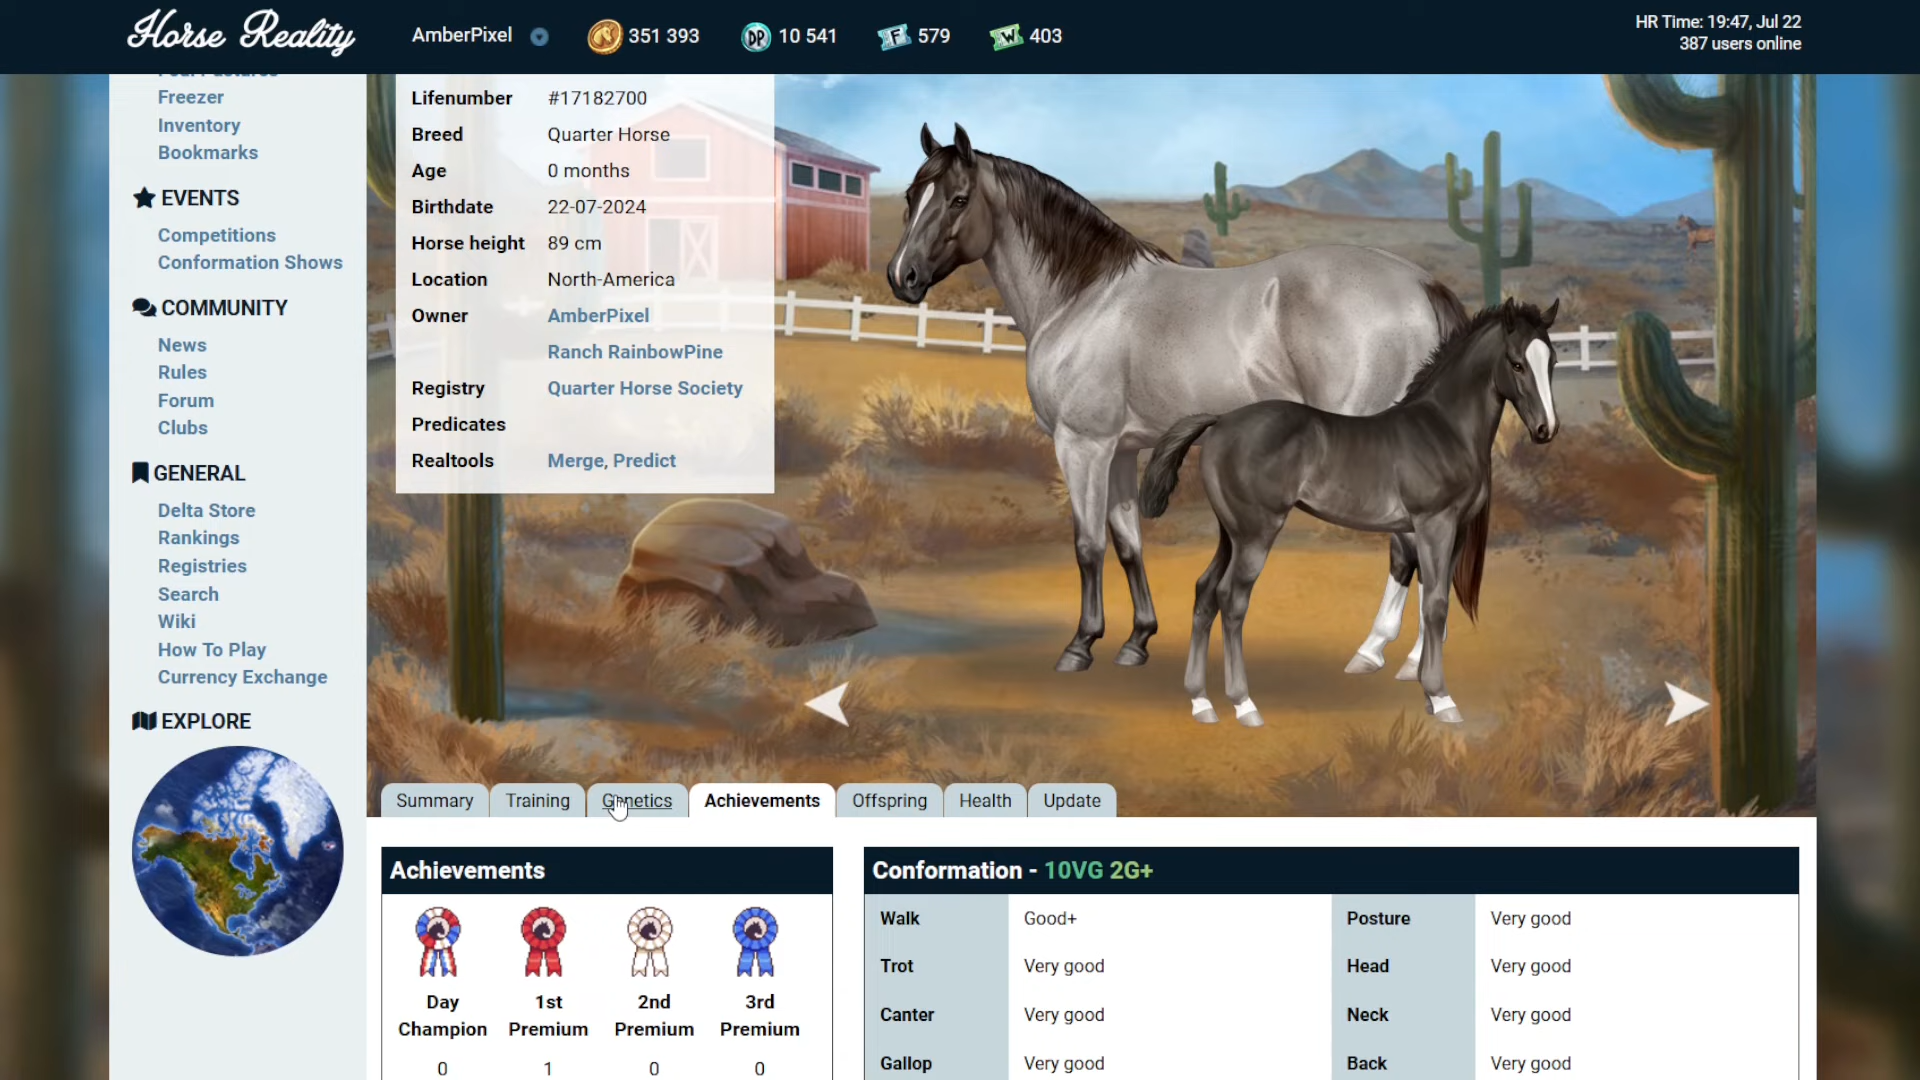 Horse Reality
AmberPixel
351 393
DP
10 541
F
579
W
403
HR Time: 19:47, Jul 22
387 users online
Freezer
Inventory
Bookmarks
EVENTS
Competitions
Conformation Shows
COMMUNITY
News
Rules
Forum
Clubs
GENERAL
Delta Store
Rankings
Registries
Search
Wiki
How To Play
Currency Exchange
EXPLORE
Lifenumber #17182700
Breed Quarter Horse
Age 0 months
Birthdate 22-07-2024
Horse height 89 cm
Location North-America
Owner AmberPixel
Ranch RainbowPine
Registry Quarter Horse Society
Predicates
Realtools Merge, Predict
Summary Training Genetics Achievements Offspring Health Update
Achievements
Day Champion
1st Premium
2nd Premium
3rd Premium
0 1 0 0
Conformation - 10VG 2G+
Walk Good+ Posture Very good
Trot Very good Head Very good
Canter Very good Neck Very good
Gallop Very good Back Very good